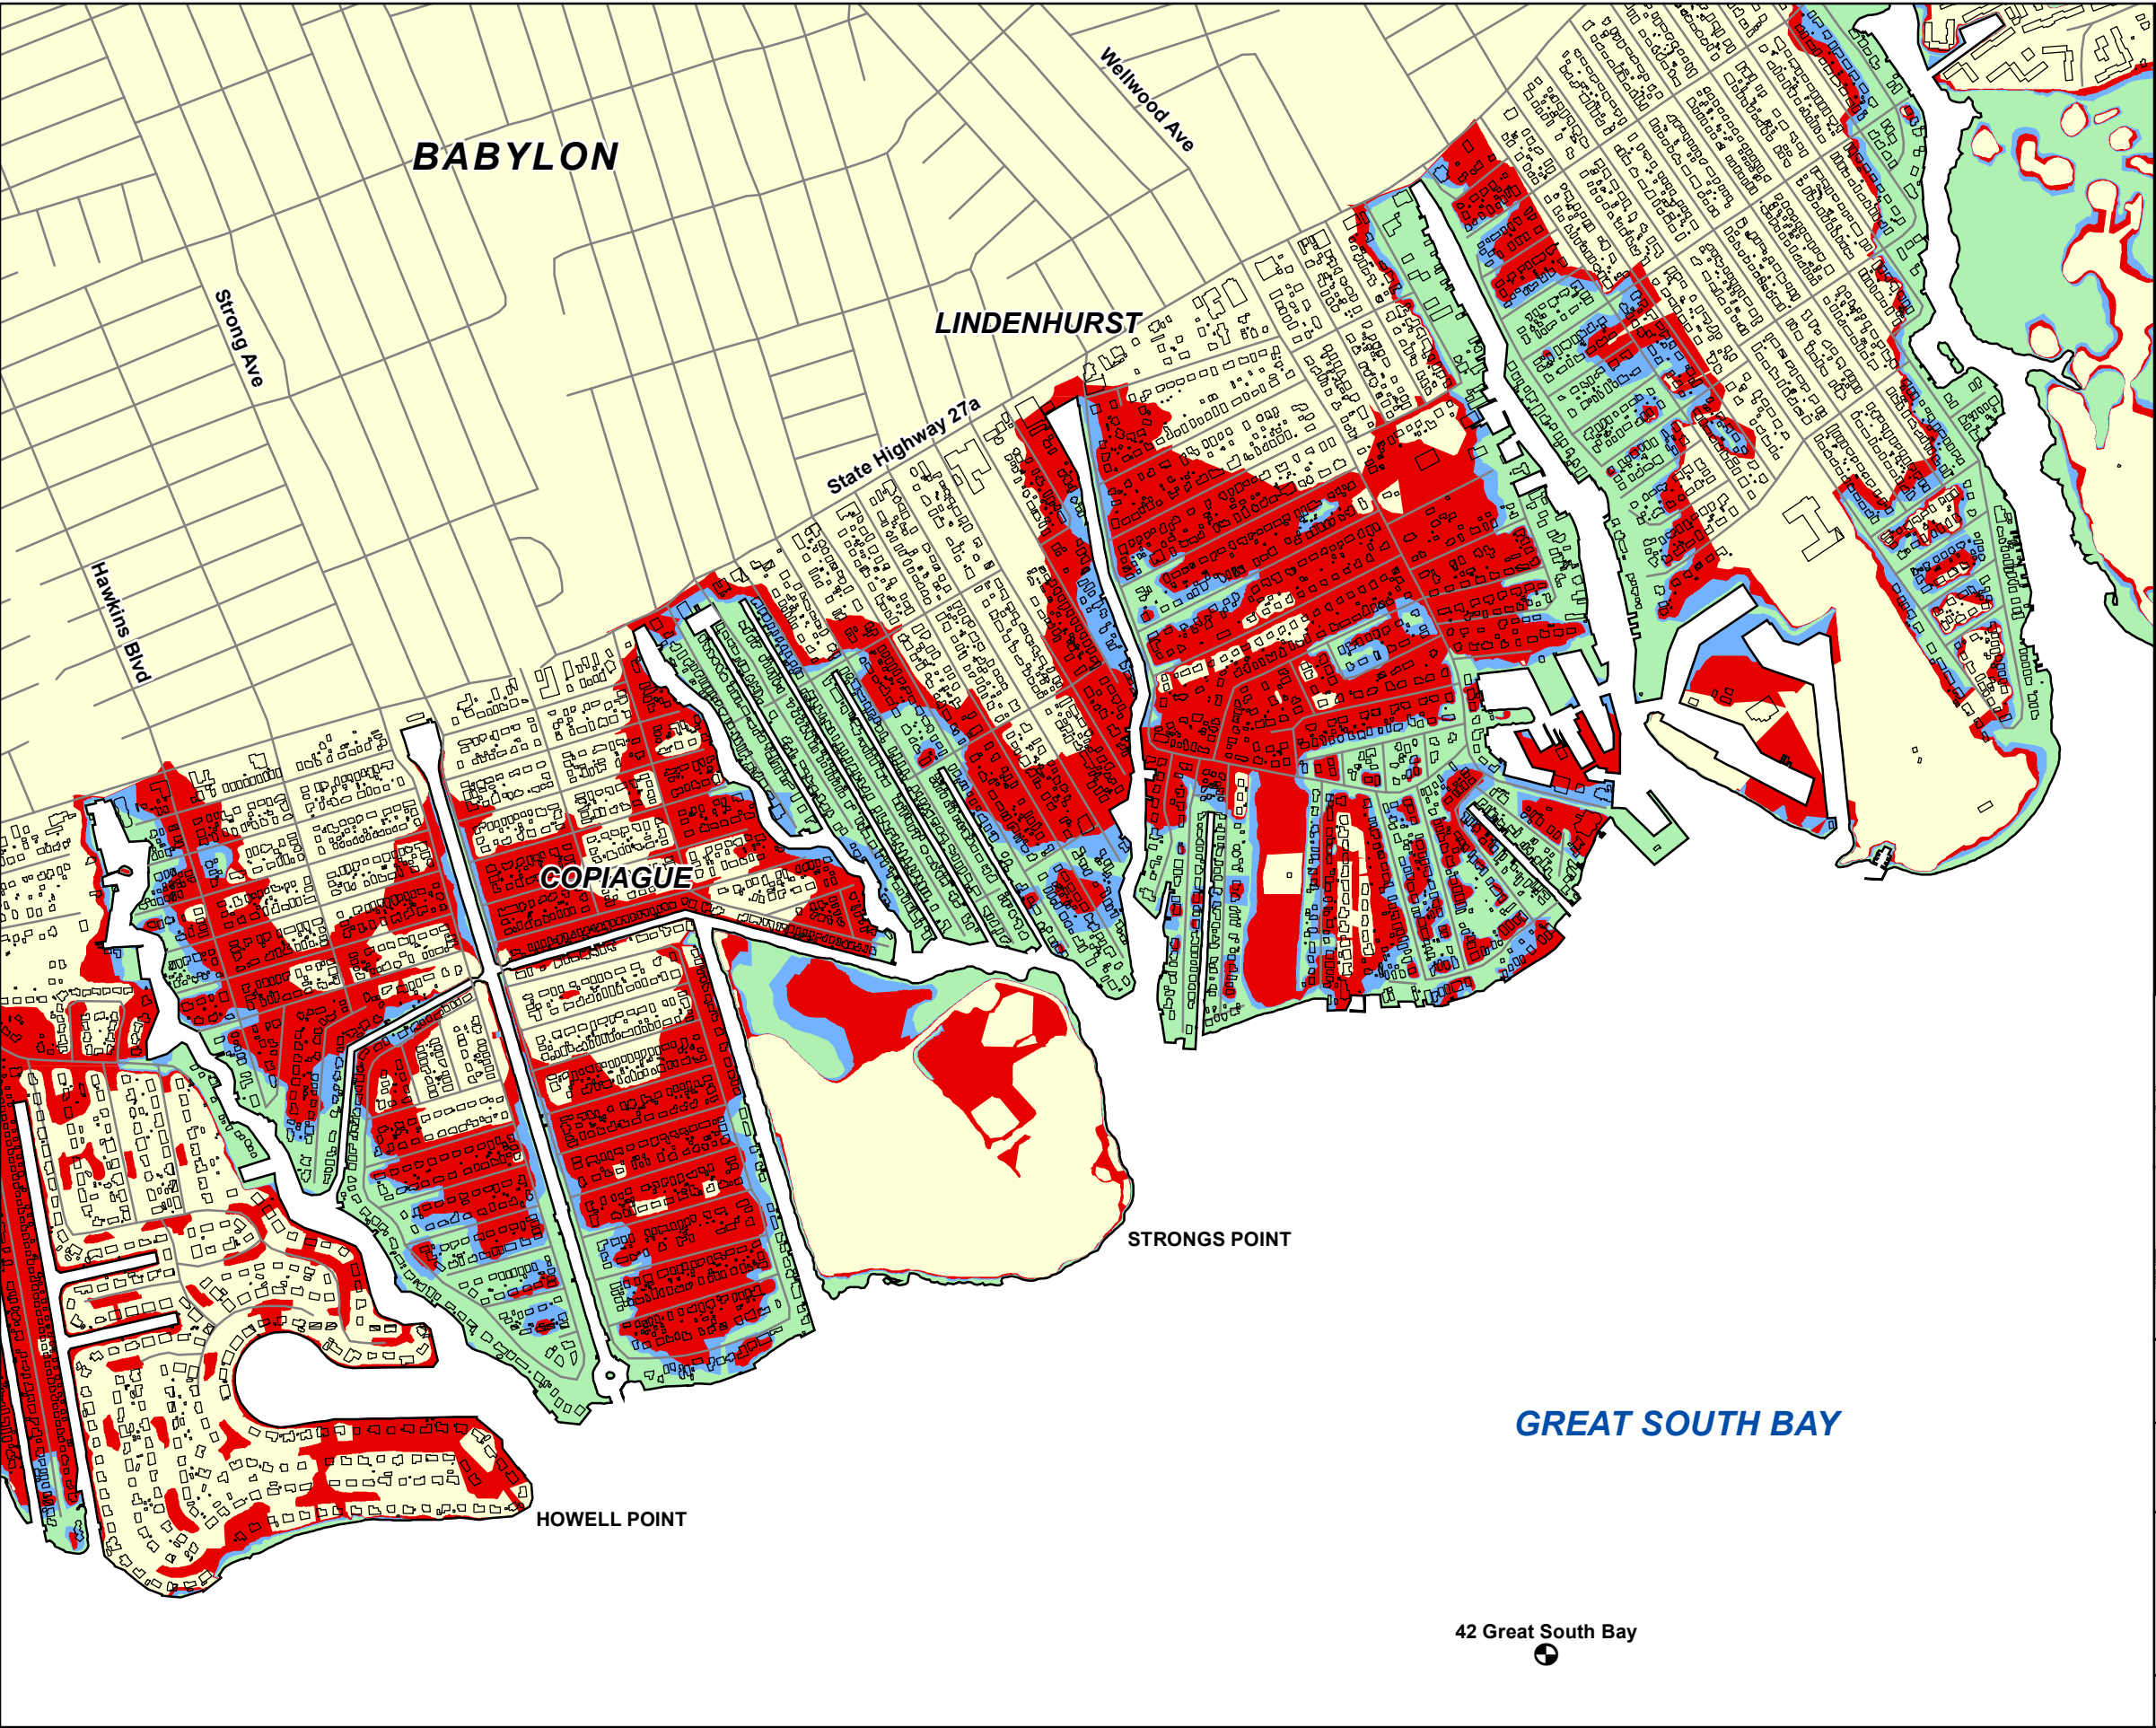 Wellwood Ave
BABYLON
Strong Ave
LINDENHURST
State Highway 27a
Hawkins Blvd
COPIAGUE
STRONGS POINT
GREAT SOUTH BAY
HOWELL POINT
42 Great South Bay